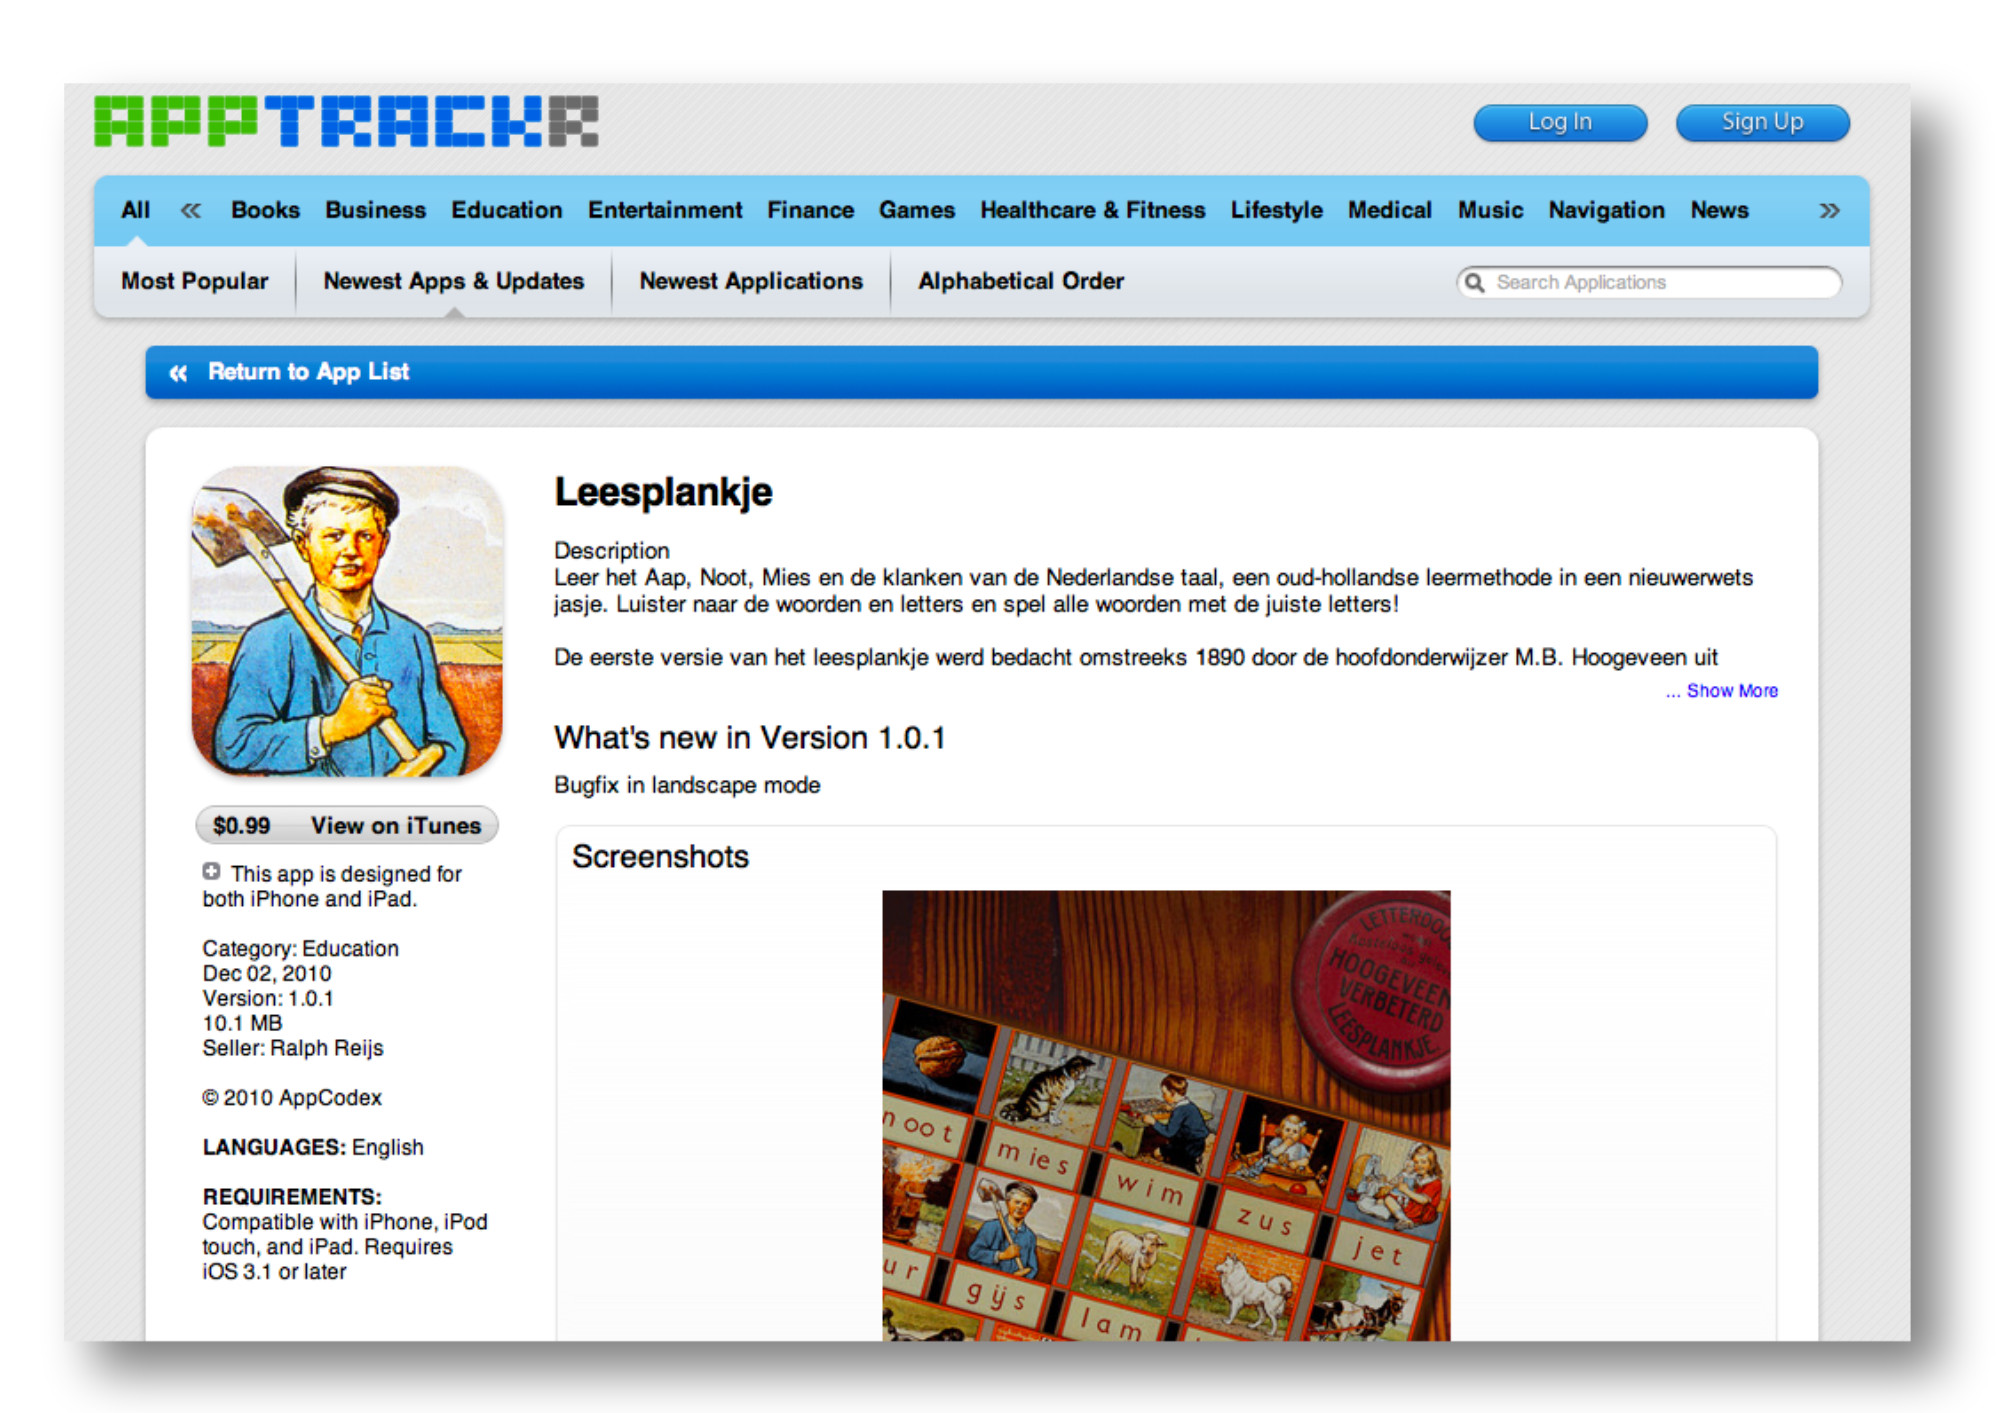 APPTRACKR
Log In Sign Up
All « Books Business Education Entertainment Finance Games Healthcare & Fitness Lifestyle Medical Music Navigation News »
Most Popular Newest Apps & Updates Newest Applications Alphabetical Order Search Applications
« Return to App List
Leesplankje
Description
Leer het Aap, Noot, Mies en de klanken van de Nederlandse taal, een oud-hollandse leermethode in een nieuwerwets
jasje. Luister naar de woorden en letters en spel alle woorden met de juiste letters!
De eerste versie van het leesplankje werd bedacht omstreeks 1890 door de hoofdonderwijzer M.B. Hoogeveen uit
... Show More
What's new in Version 1.0.1
Bugfix in landscape mode
$0.99 View on iTunes
This app is designed for
both iPhone and iPad.
Category: Education
Dec 02, 2010
Version: 1.0.1
10.1 MB
Seller: Ralph Reijs
© 2010 AppCodex
LANGUAGES: English
REQUIREMENTS:
Compatible with iPhone, iPod
touch, and iPad. Requires
iOS 3.1 or later
Screenshots
LETTERDOO
HOOGEVEEN
VERBETERD
LEESPLANKJE
noot
mies
wim
zus
jet
ur
gijs
lam